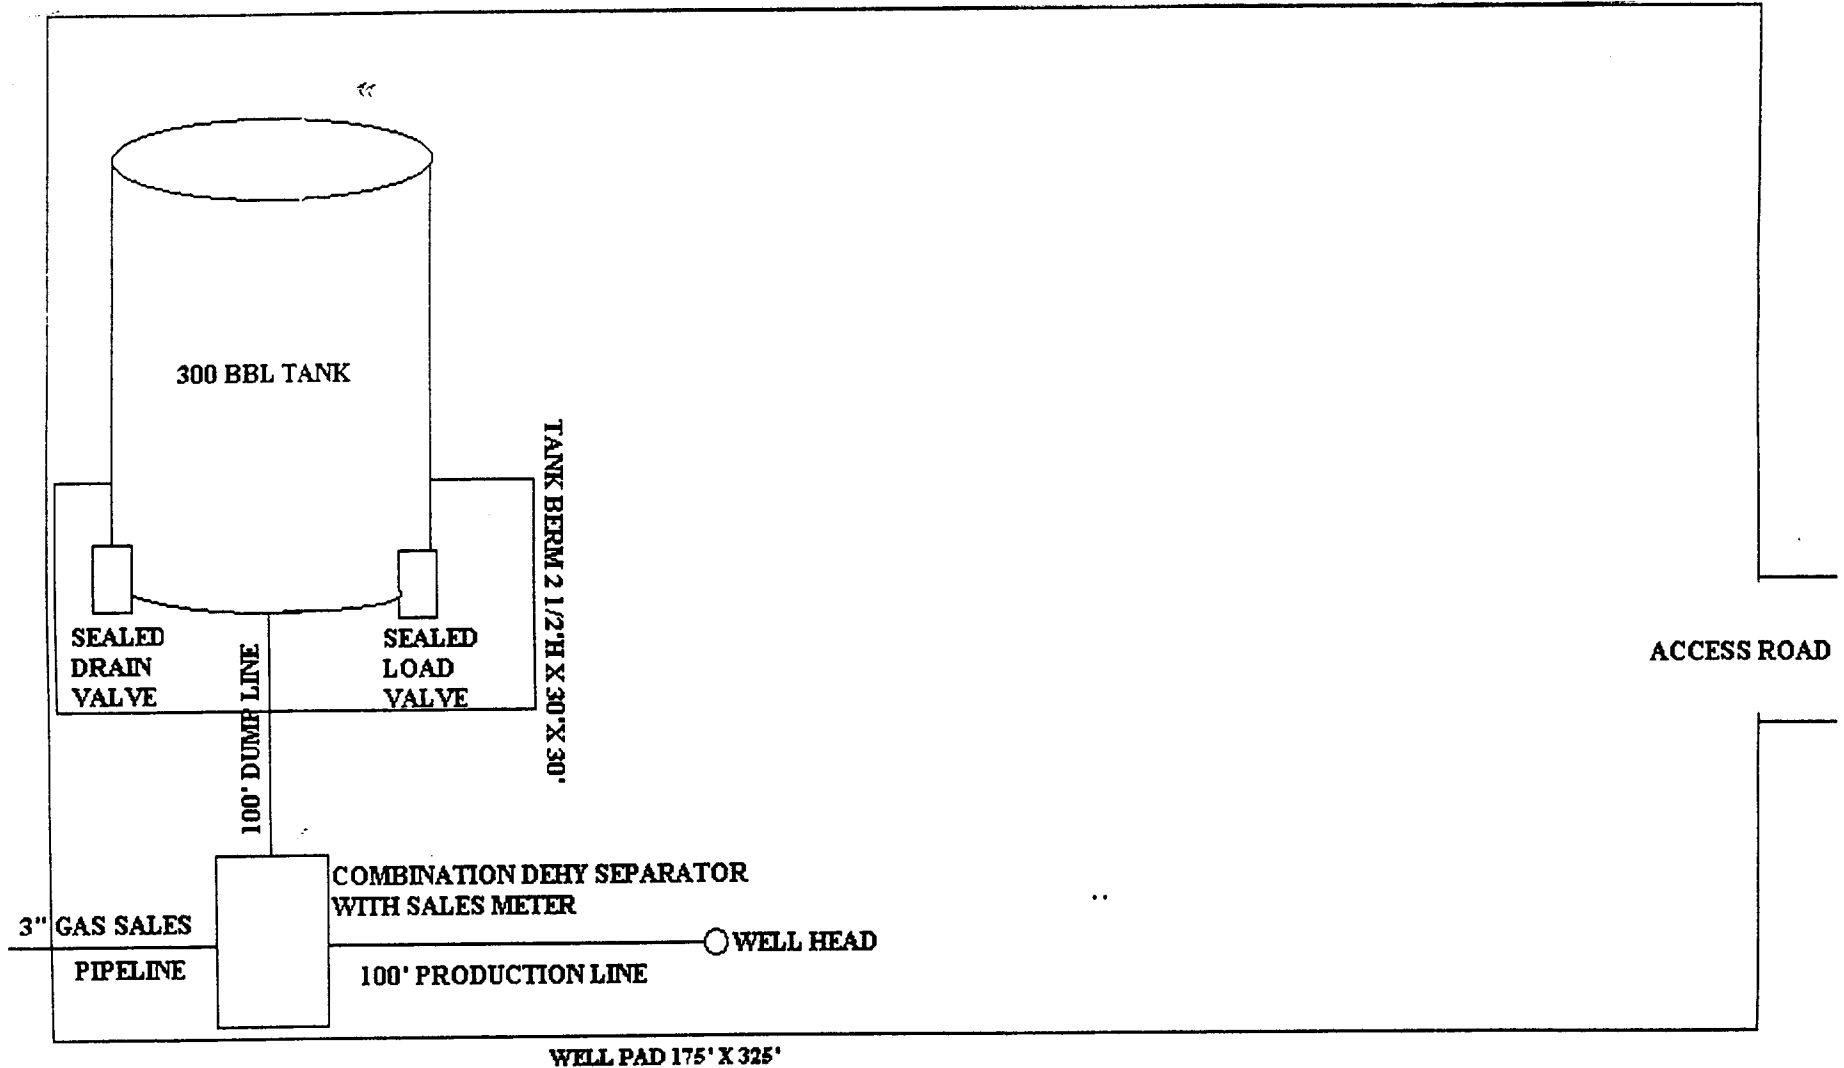 300 BBL TANK
TANK BERM 2 1/2'H X 30'X 30'
SEALED
DRAIN
VALVE
SEALED
LOAD
VALVE
100' DUMP LINE
ACCESS ROAD
COMBINATION DEHY SEPARATOR
WITH SALES METER
3" GAS SALES
PIPELINE
WELL HEAD
100' PRODUCTION LINE
WELL PAD 175' X 325'